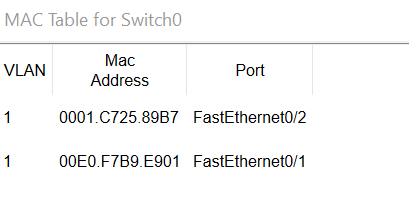 MAC Table for Switch0
VLAN Mac Address Port
1 0001.C725.89B7 FastEthernet0/2
1 00E0.F7B9.E901 FastEthernet0/1